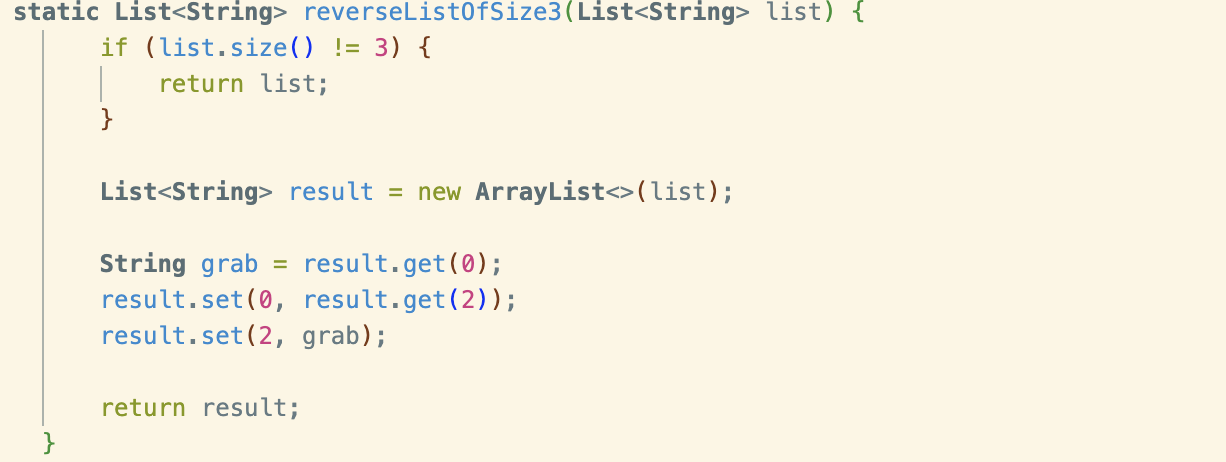 static List<String> reverseListOfSize3(List<String> list) {
if (list.size() != 3) {
return list;
}
List<String> result = new ArrayList<>(list);
String grab = result.get(0);
result.set(0, result.get(2));
result.set(2, grab);
return result;
}